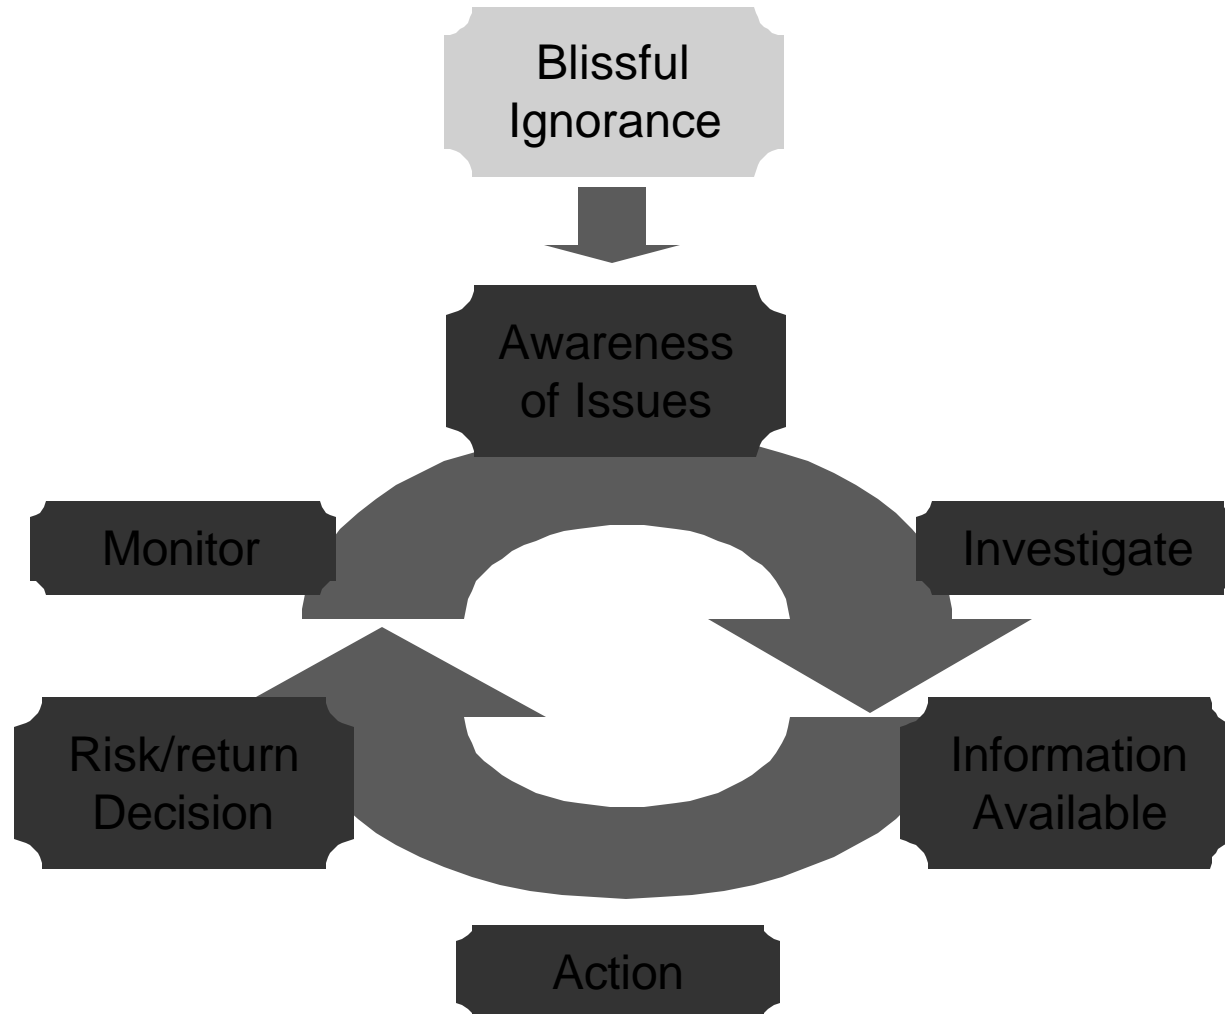 Blissful
Ignorance
Awareness
of Issues
Monitor
Investigate
Risk/return
Decision
Information
Available
Action